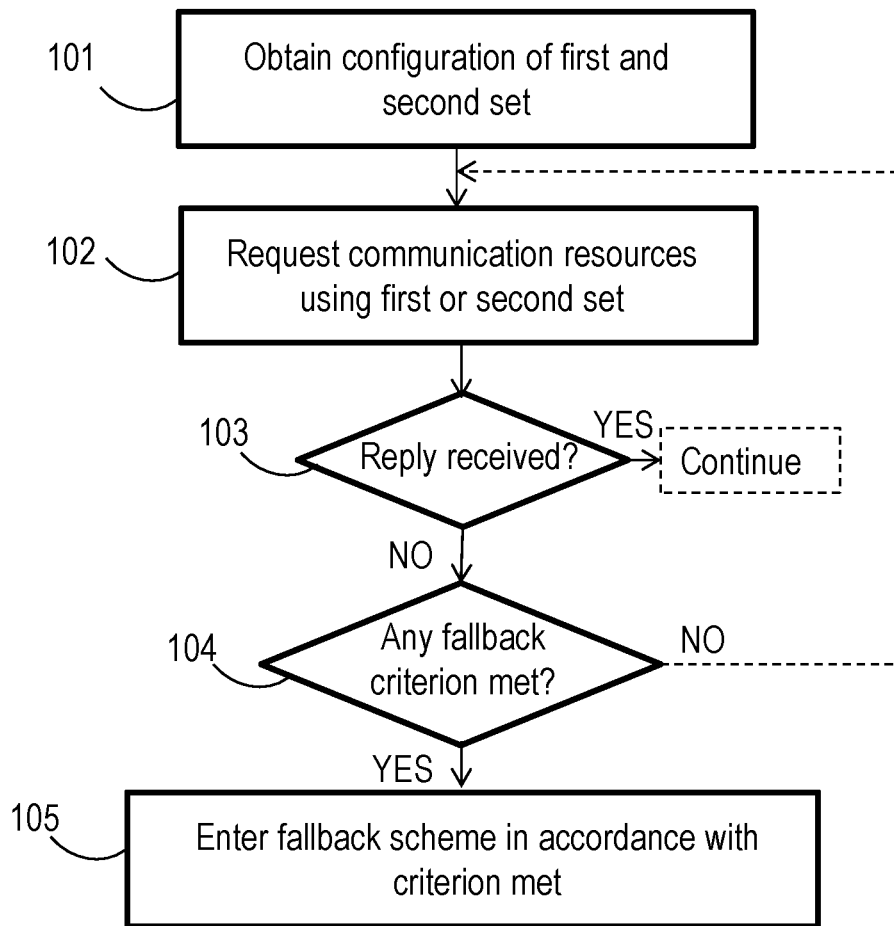 101
Obtain configuration of first and
second set
102
Request communication resources
using first or second set
103
Reply received?
YES
Continue
NO
104
Any fallback
criterion met?
NO
YES
105
Enter fallback scheme in accordance with
criterion met